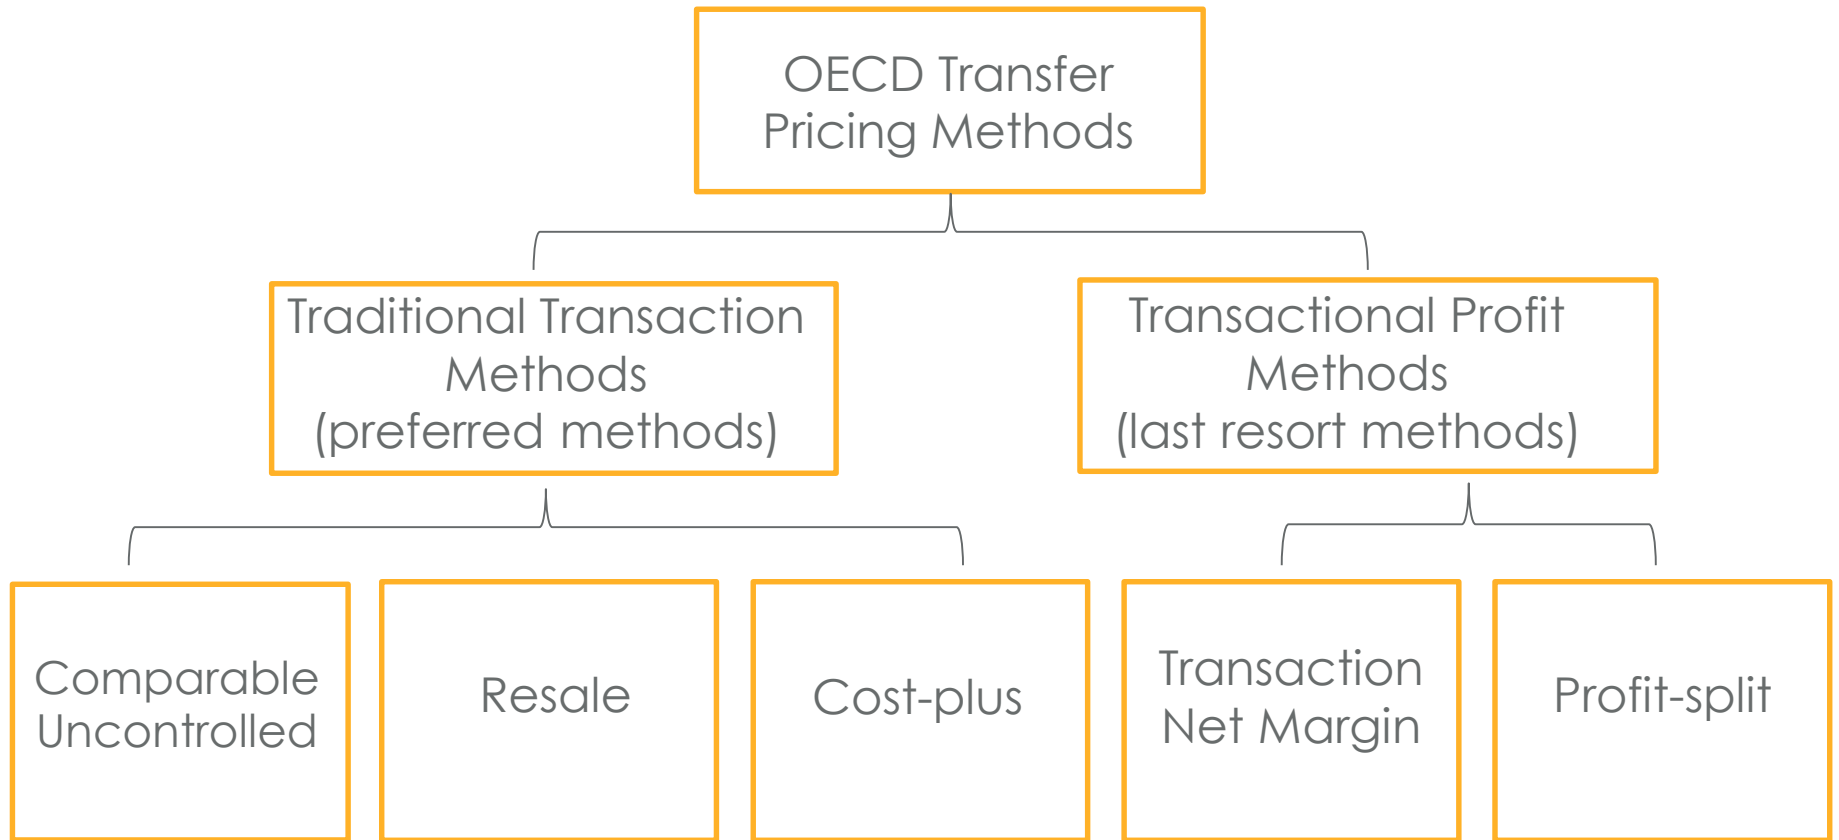 OECD Transfer
Pricing Methods
Traditional Transaction
Methods
(preferred methods)
Transactional Profit
Methods
(last resort methods)
Comparable
Uncontrolled
Resale
Cost-plus
Transaction
Net Margin
Profit-split